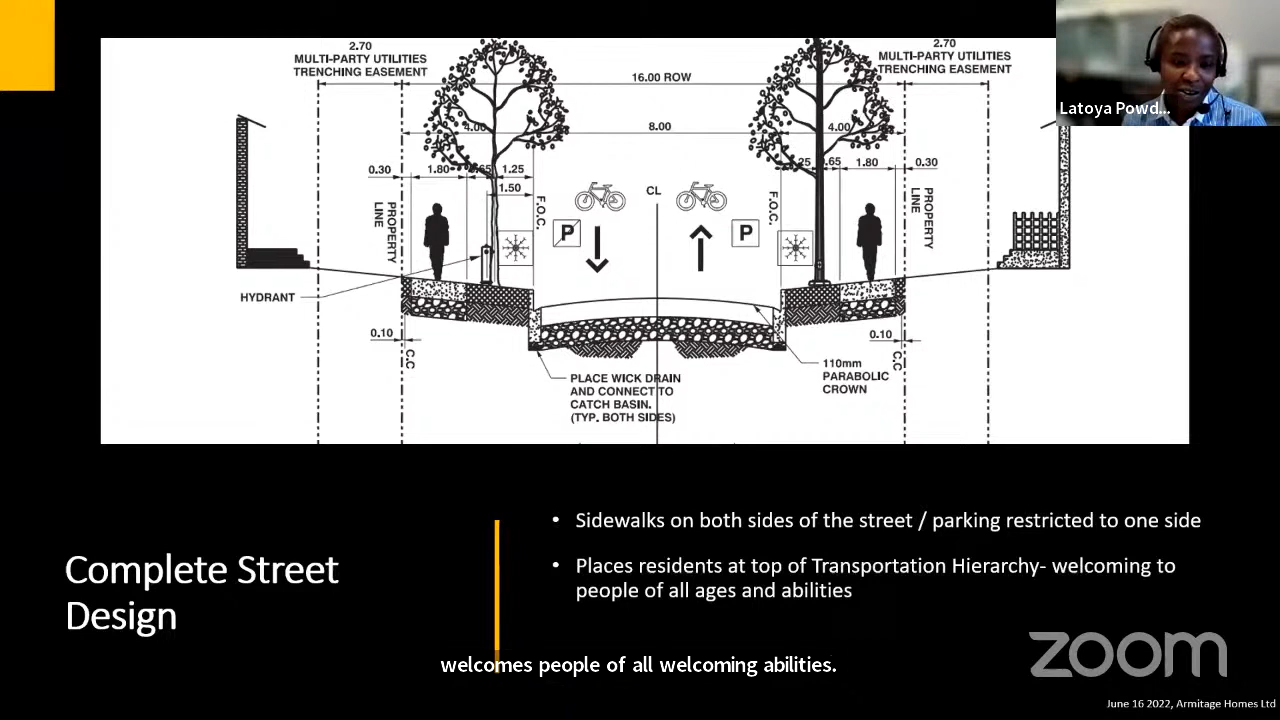 2.70
MULTI-PARTY UTILITIES
TRENCHING EASEMENT
16.00 ROW
2.70
MULTI-PARTY UTILITIES
TRENCHING EASEMENT
Latoya Powd...
4.00
8.00
4.00
0.30
1.80
1.25
.65
1.80
0.30
1.50
CL
PROPERTY
LINE
F.O.C.
F.O.C.
PROPERTY
LINE
P
P
HYDRANT
0.10
C.C
0.10
C.C
PLACE WICK DRAIN
AND CONNECT TO
CATCH BASIN.
(TYP. BOTH SIDES)
110mm
PARABOLIC
CROWN
Complete Street
Design
• Sidewalks on both sides of the street / parking restricted to one side
• Places residents at top of Transportation Hierarchy- welcoming to
people of all ages and abilities
welcomes people of all welcoming abilities.
zoom
June 16 2022, Armitage Homes Ltd